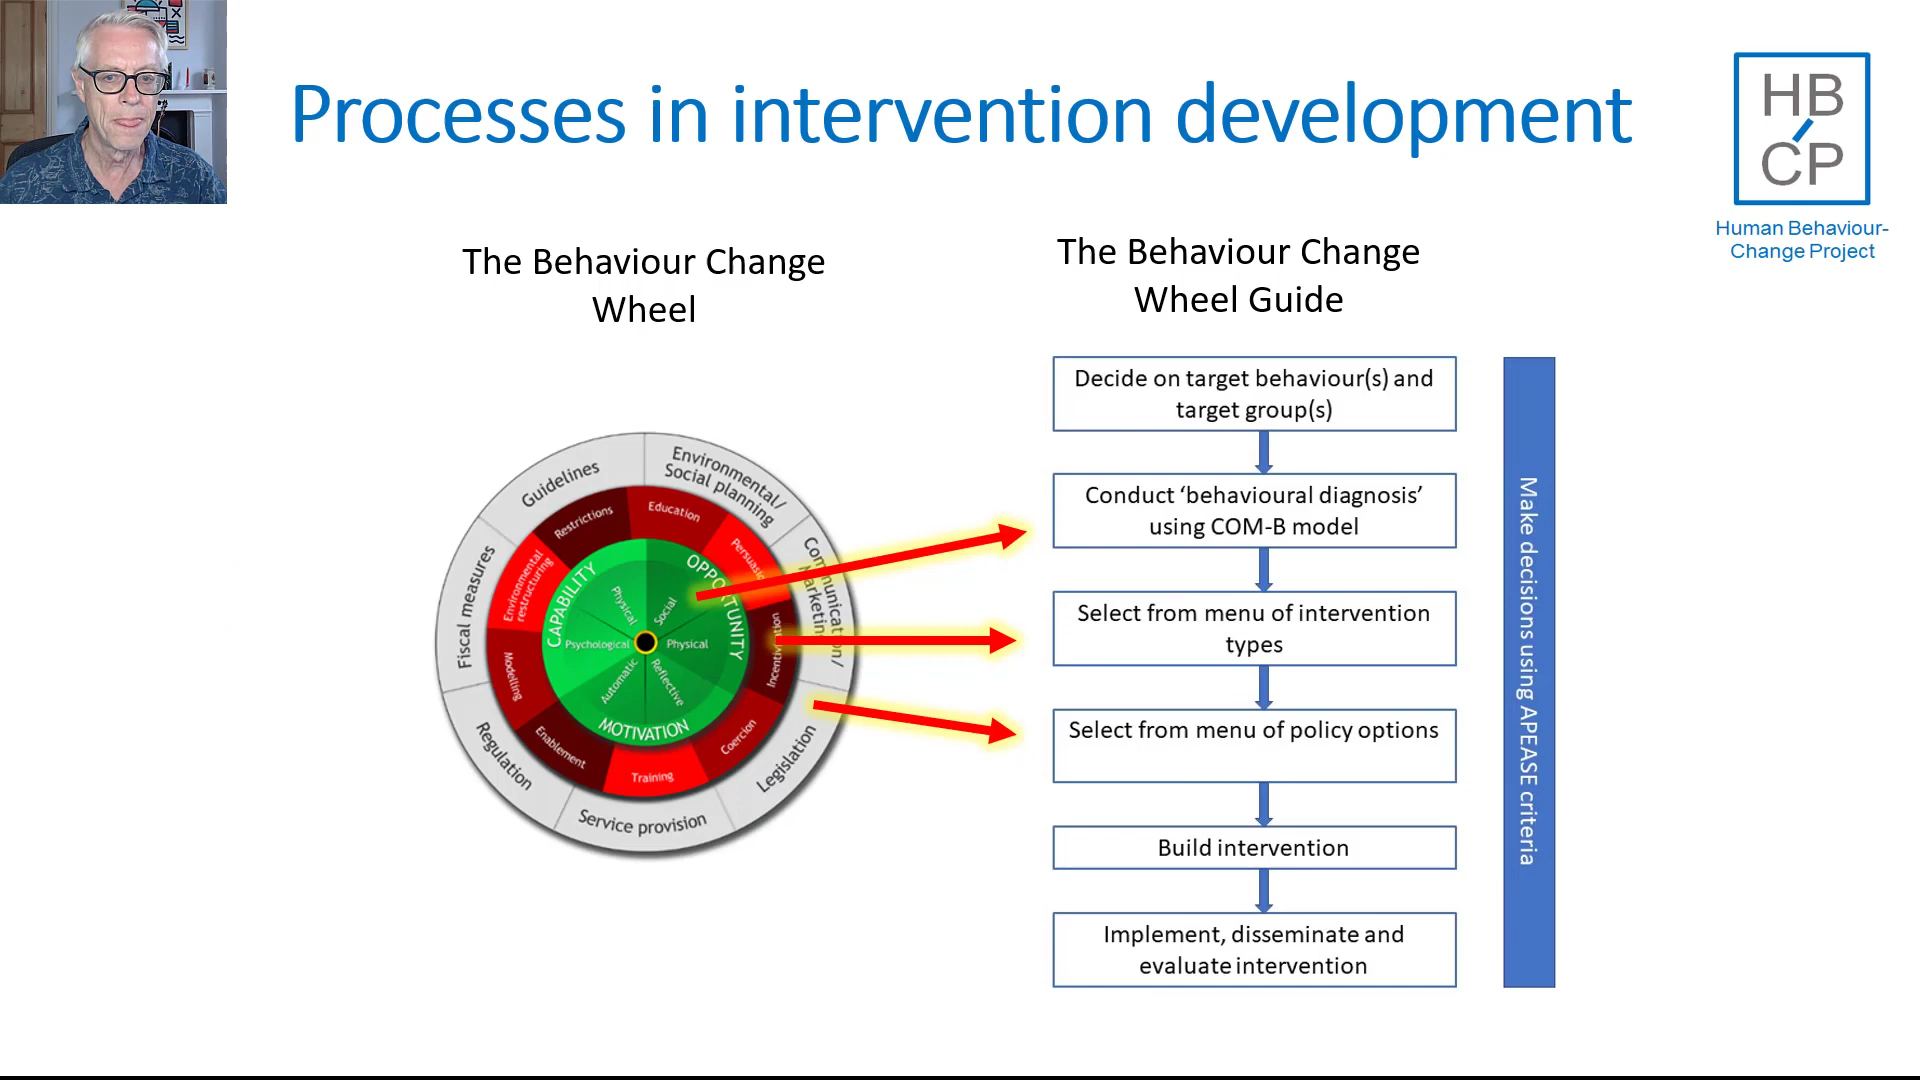 Processes in intervention development
HB
CP
Human Behaviour-
Change Project
The Behaviour Change
Wheel
Guidelines
Environmental/
Social planning
Communication/
Marketing
Legislation
Service provision
Regulation
Fiscal measures
Restrictions
Education
Persuasion
Incentivisation
Coercion
Training
Enablement
Modelling
Environmental
restructuring
CAPABILITY
OPPORTUNITY
MOTIVATION
Physical
Social
Psychological
Physical
Automatic
Reflective
The Behaviour Change
Wheel Guide
Decide on target behaviour(s) and
target group(s)
Conduct ‘behavioural diagnosis’
using COM-B model
Select from menu of intervention
types
Select from menu of policy options
Build intervention
Implement, disseminate and
evaluate intervention
Make decisions using APEASE criteria